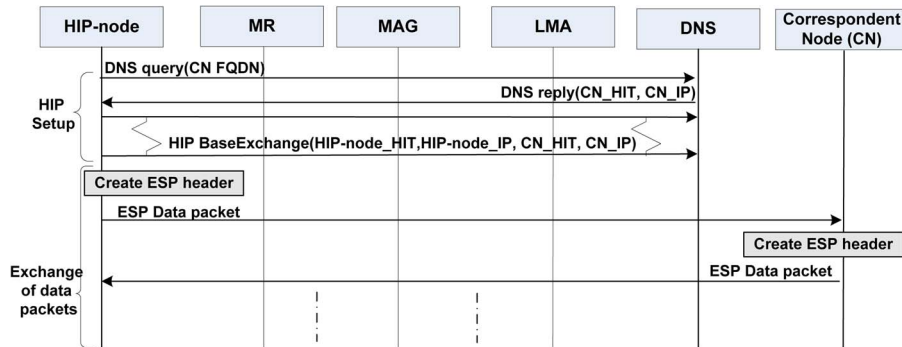 HIP-node
MR
MAG
LMA
DNS
Correspondent
Node (CN)
DNS query(CN FQDN)
DNS reply(CN_HIT, CN_IP)
HIP
Setup
HIP BaseExchange(HIP-node_HIT,HIP-node_IP, CN_HIT, CN_IP)
Create ESP header
ESP Data packet
Create ESP header
ESP Data packet
Exchange
of data
packets